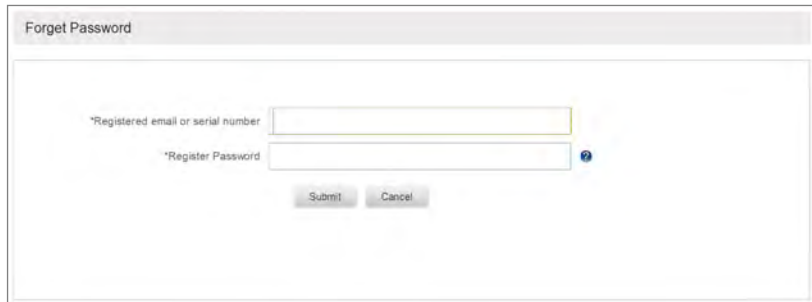 Forget Password
*Registered email or serial number
*Register Password ?
Submit Cancel